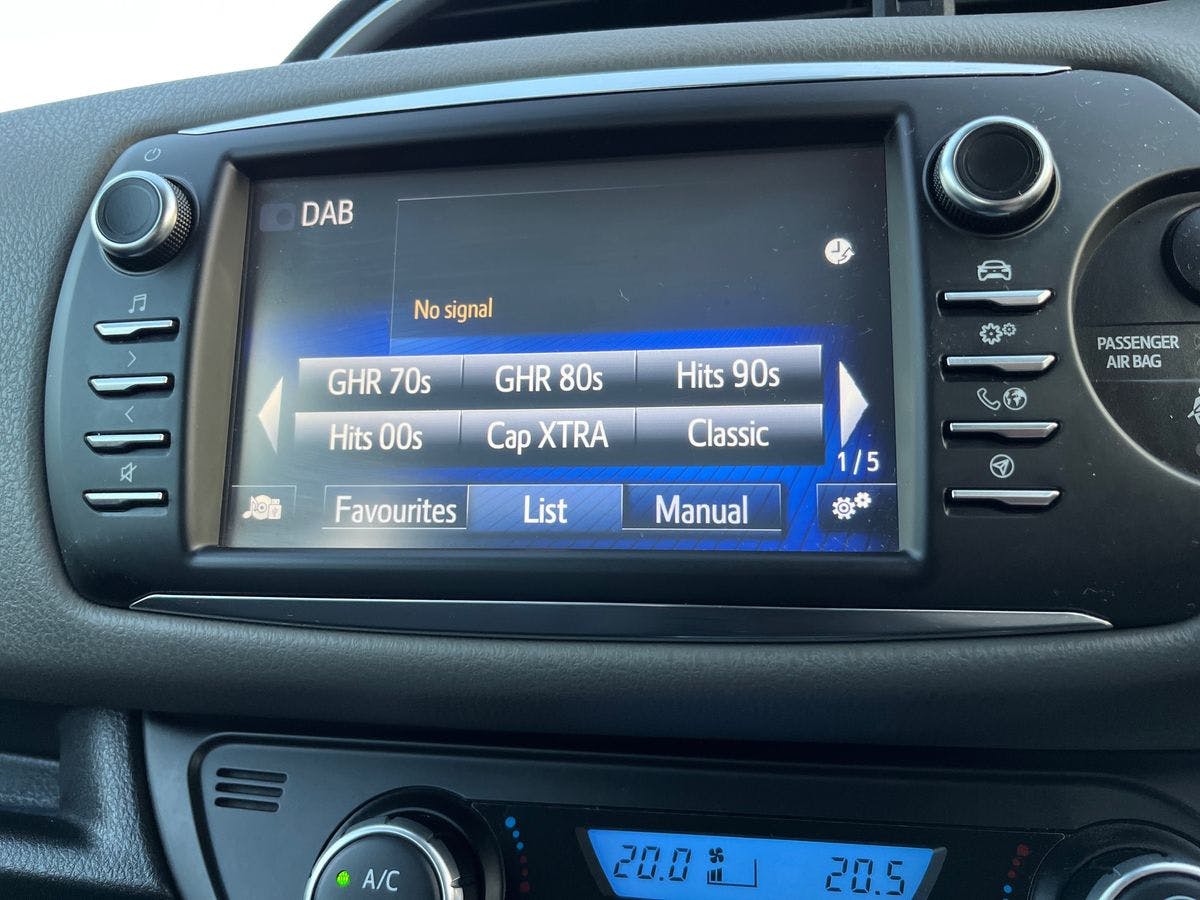 DAB
No signal
GHR 70s GHR 80s Hits 90s
Hits 00s Cap XTRA Classic
1 / 5
Favourites List Manual
PASSENGER
AIR BAG
A/C
20.0 20.5